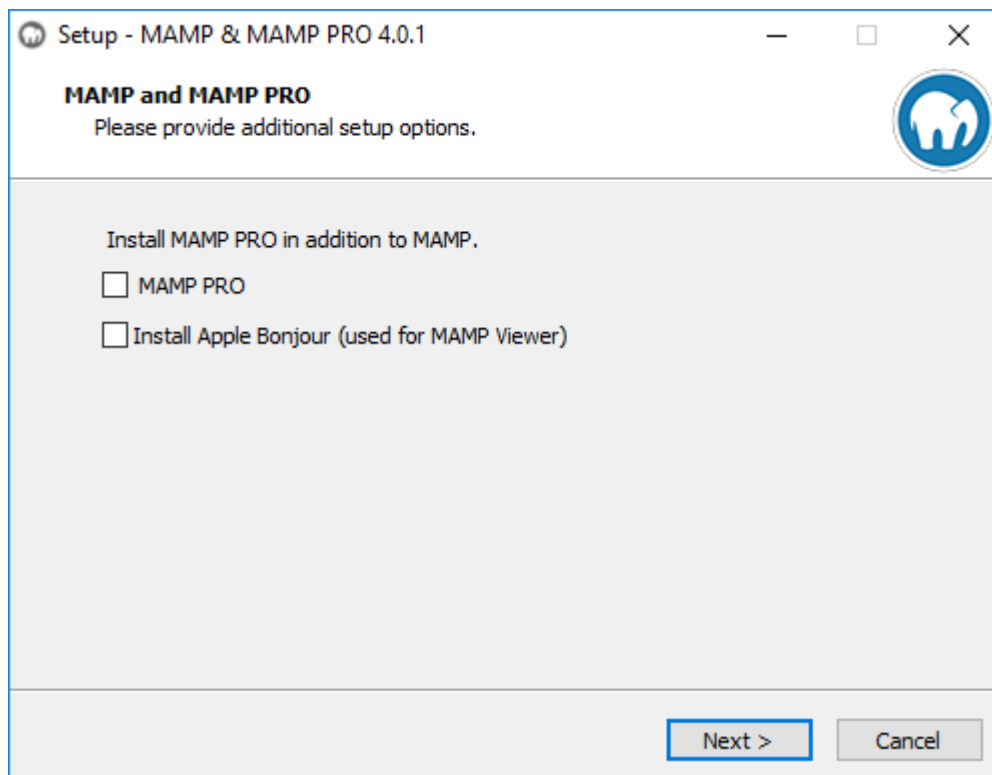 Setup - MAMP & MAMP PRO 4.0.1
MAMP and MAMP PRO
Please provide additional setup options.
Install MAMP PRO in addition to MAMP.
MAMP PRO
Install Apple Bonjour (used for MAMP Viewer)
Next >
Cancel